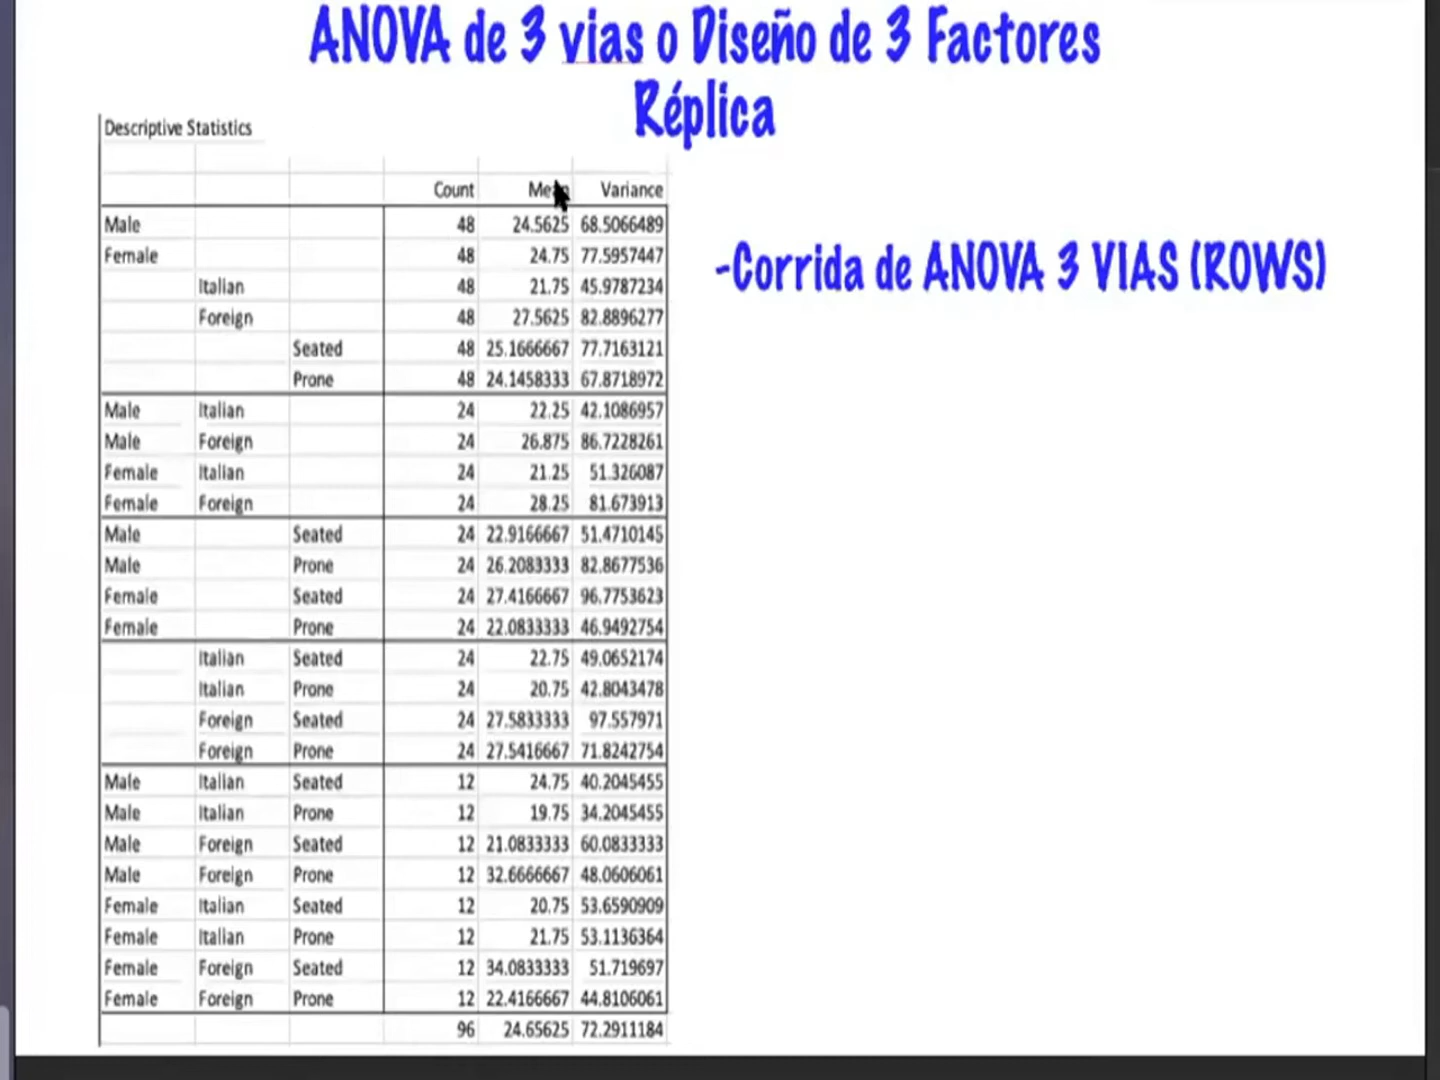 ANOVA de 3 vias o Diseño de 3 Factores
Réplica
Descriptive Statistics
Count Variance
Male 48 24.5625 68.5066489
Female 48 24.75 77.5957447
Italian 48 21.75 45.9787234
Foreign 48 27.5625 82.8896277
Seated 48 25.1666667 77.7163121
Prone 48 24.1458333 67.8718972
Male Italian 24 22.25 42.1086957
Male Foreign 24 26.875 86.7228261
Female Italian 24 21.25 51.326087
Female Foreign 24 28.25 81.673913
Male Seated 24 22.9166667 51.4710145
Male Prone 24 26.2083333 82.8677536
Female Seated 24 27.4166667 96.7753623
Female Prone 24 22.0833333 46.9492754
Italian Seated 24 22.75 49.0652174
Italian Prone 24 20.75 42.8043478
Foreign Seated 24 27.5833333 97.557971
Foreign Prone 24 27.5416667 71.8242754
Male Italian Seated 12 24.75 40.2045455
Male Italian Prone 12 19.75 34.2045455
Male Foreign Seated 12 21.0833333 60.0833333
Male Foreign Prone 12 32.6666667 48.0606061
Female Italian Seated 12 20.75 53.6590909
Female Italian Prone 12 21.75 53.1136364
Female Foreign Seated 12 34.0833333 51.719697
Female Foreign Prone 12 22.4166667 44.8106061
96 24.65625 72.2911184
-Corrida de ANOVA 3 VIAS (ROWS)